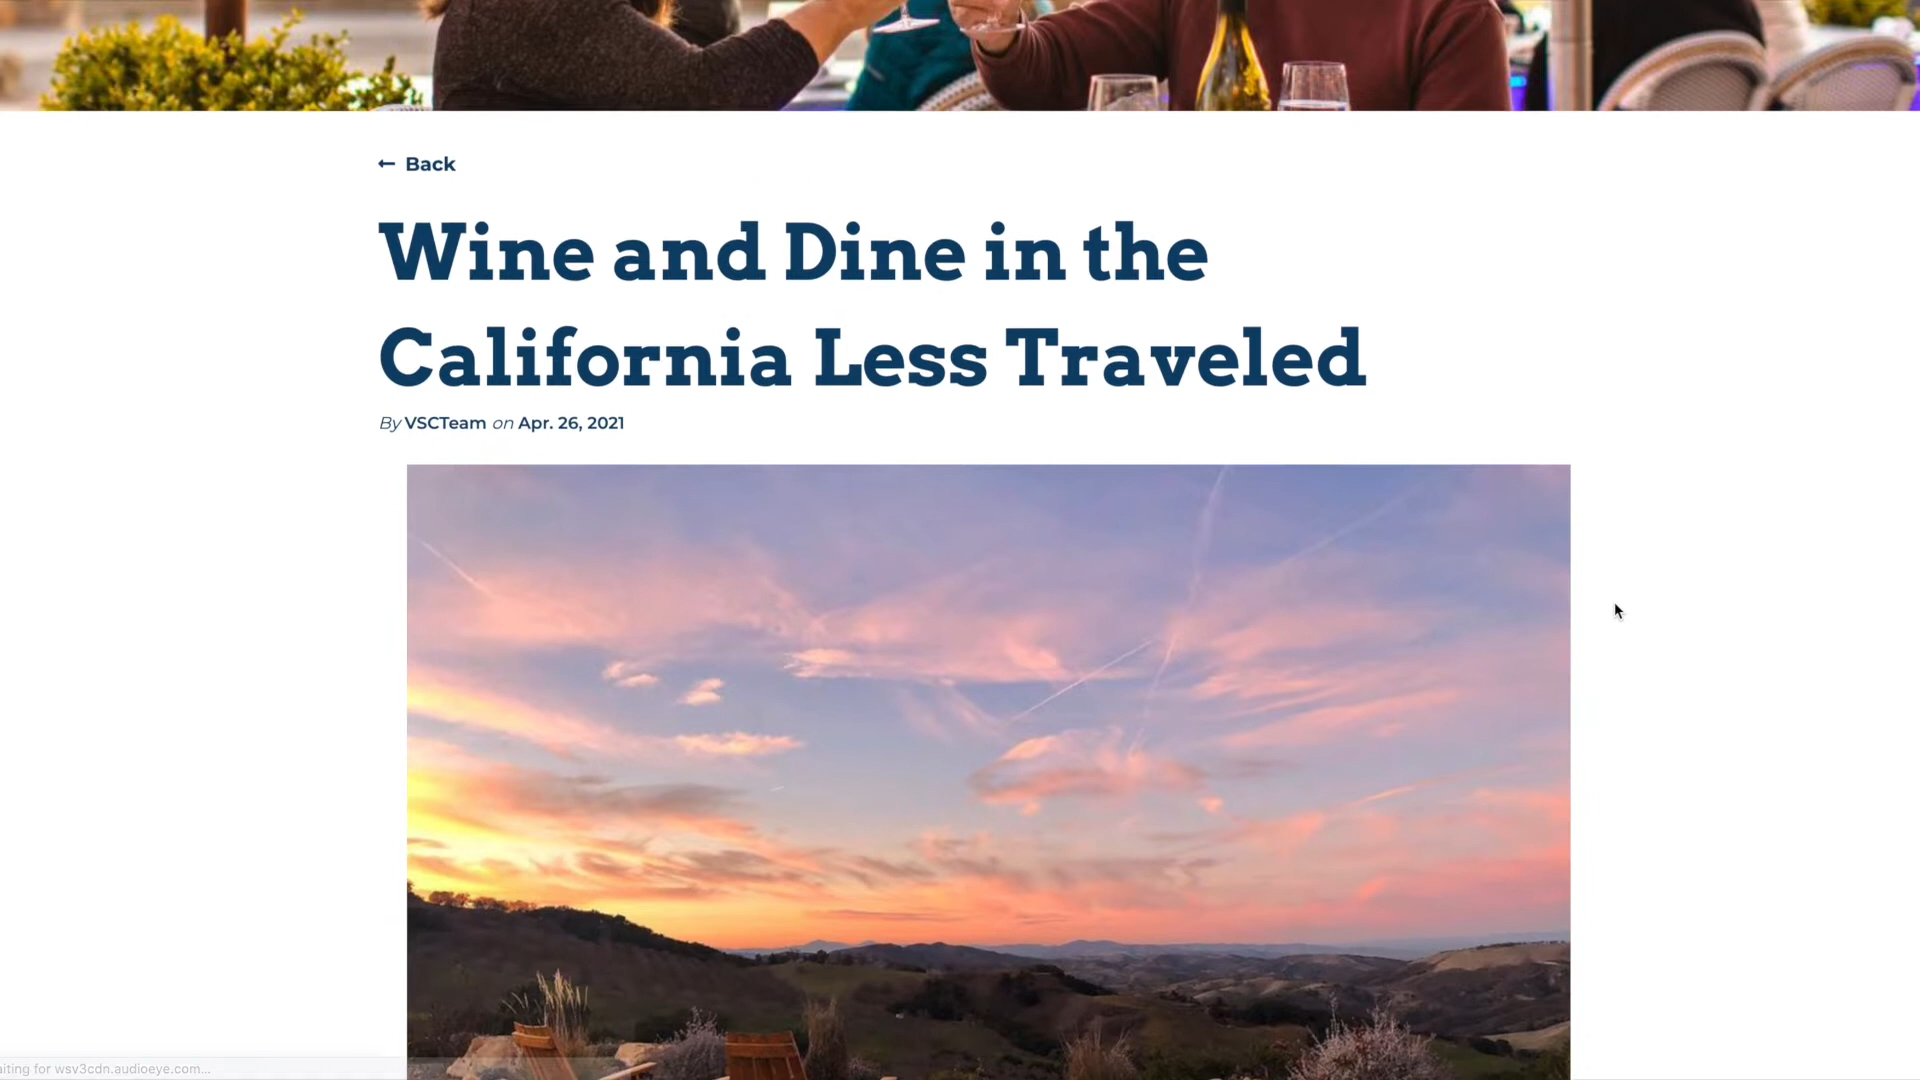 Back
Wine and Dine in the
California Less Traveled
By VSCTeam on Apr. 26, 2021
aiting for wsv3cdn.audioeye.com...